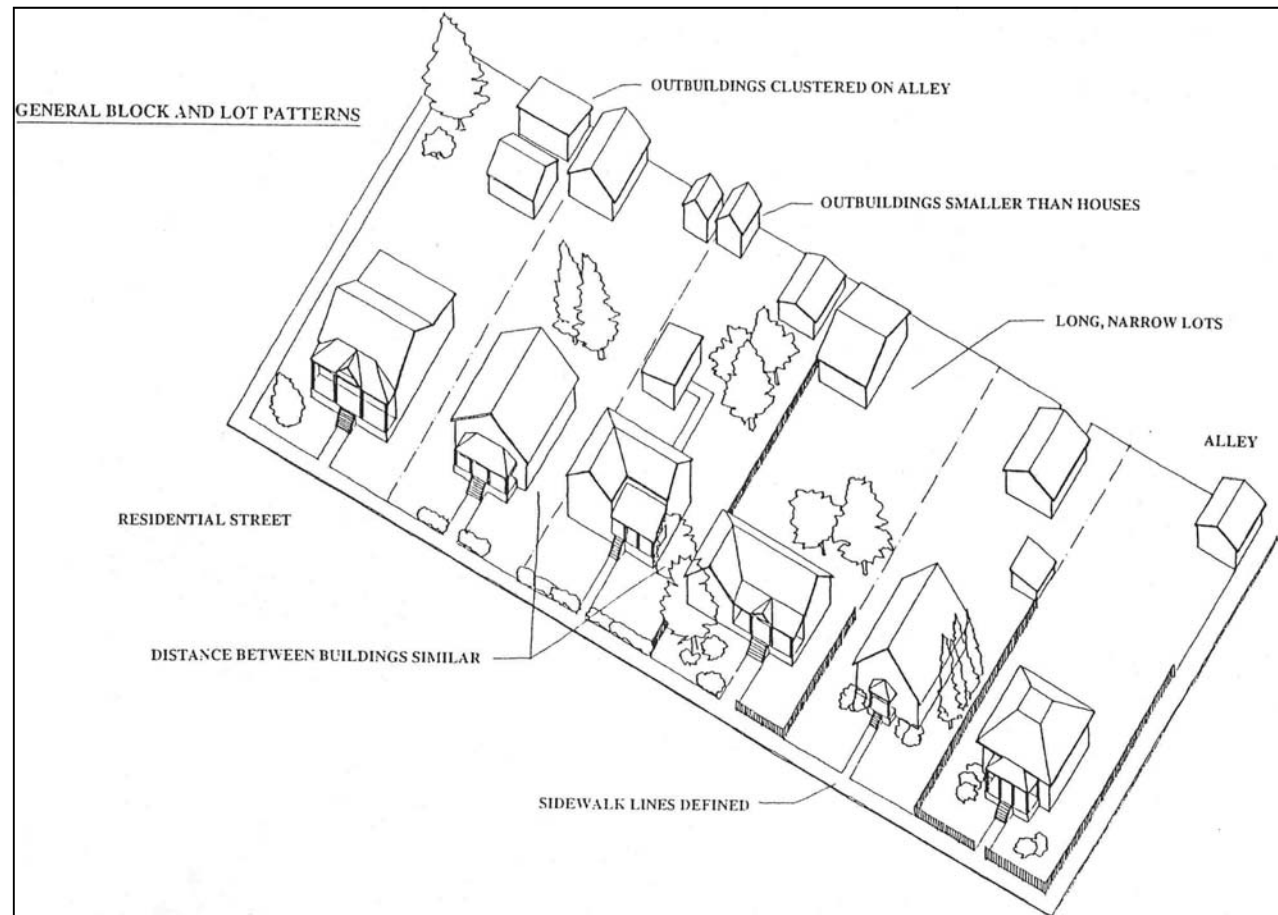 GENERAL BLOCK AND LOT PATTERNS
OUTBUILDINGS CLUSTERED ON ALLEY
OUTBUILDINGS SMALLER THAN HOUSES
LONG, NARROW LOTS
ALLEY
RESIDENTIAL STREET
DISTANCE BETWEEN BUILDINGS SIMILAR
SIDEWALK LINES DEFINED